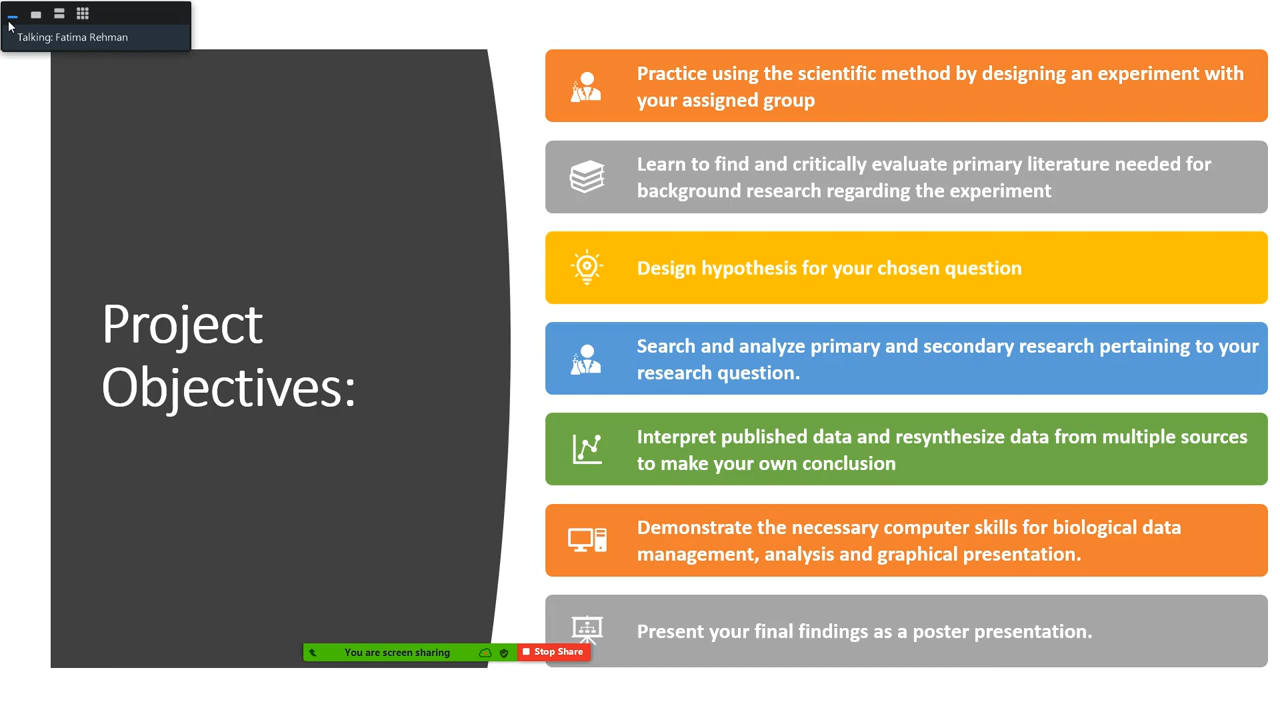 Talking: Fatima Rehman
Project
Objectives:
Practice using the scientific method by designing an experiment with
your assigned group
Learn to find and critically evaluate primary literature needed for
background research regarding the experiment
Design hypothesis for your chosen question
Search and analyze primary and secondary research pertaining to your
research question.
Interpret published data and resynthesize data from multiple sources
to make your own conclusion
Demonstrate the necessary computer skills for biological data
management, analysis and graphical presentation.
Present your final findings as a poster presentation.
You are screen sharing
Stop Share